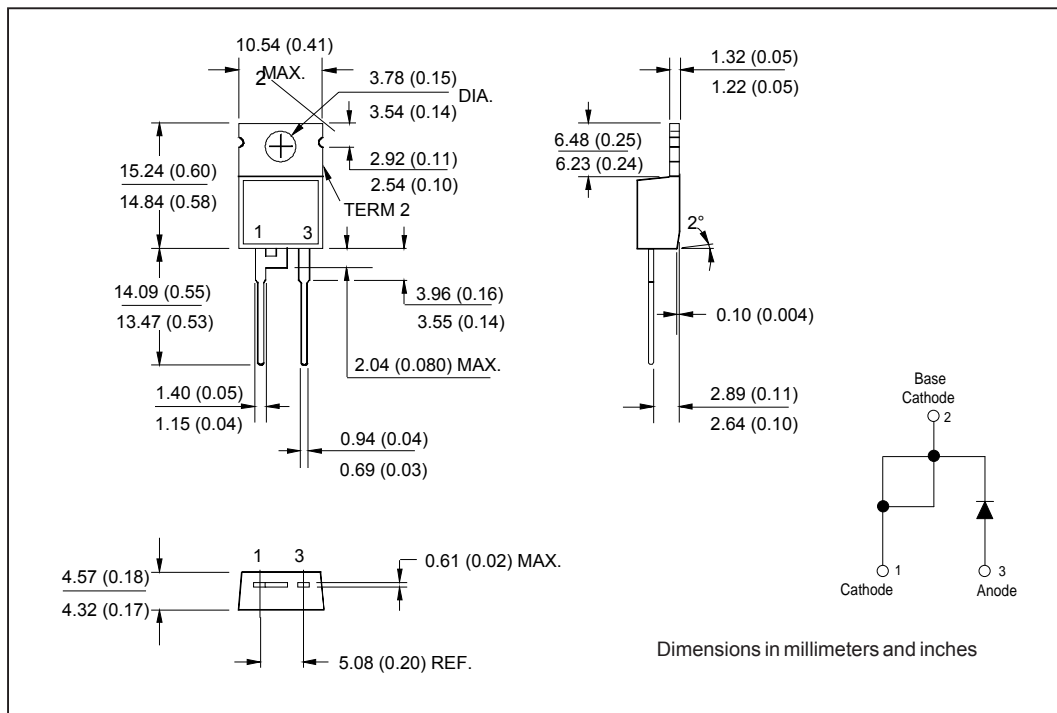 10.54 (0.41)
MAX.
2
3.78 (0.15)
3.54 (0.14)
DIA.
2.92 (0.11)
2.54 (0.10)
TERM 2
15.24 (0.60)
14.84 (0.58)
1 3
14.09 (0.55)
13.47 (0.53)
3.96 (0.16)
3.55 (0.14)
2.04 (0.080) MAX.
1.40 (0.05)
1.15 (0.04)
0.94 (0.04)
0.69 (0.03)
1.32 (0.05)
1.22 (0.05)
6.48 (0.25)
6.23 (0.24)
2°
0.10 (0.004)
2.89 (0.11)
2.64 (0.10)
Base
Cathode
2
1
Cathode
3
Anode
1 3
0.61 (0.02) MAX.
4.57 (0.18)
4.32 (0.17)
5.08 (0.20) REF.
Dimensions in millimeters and inches